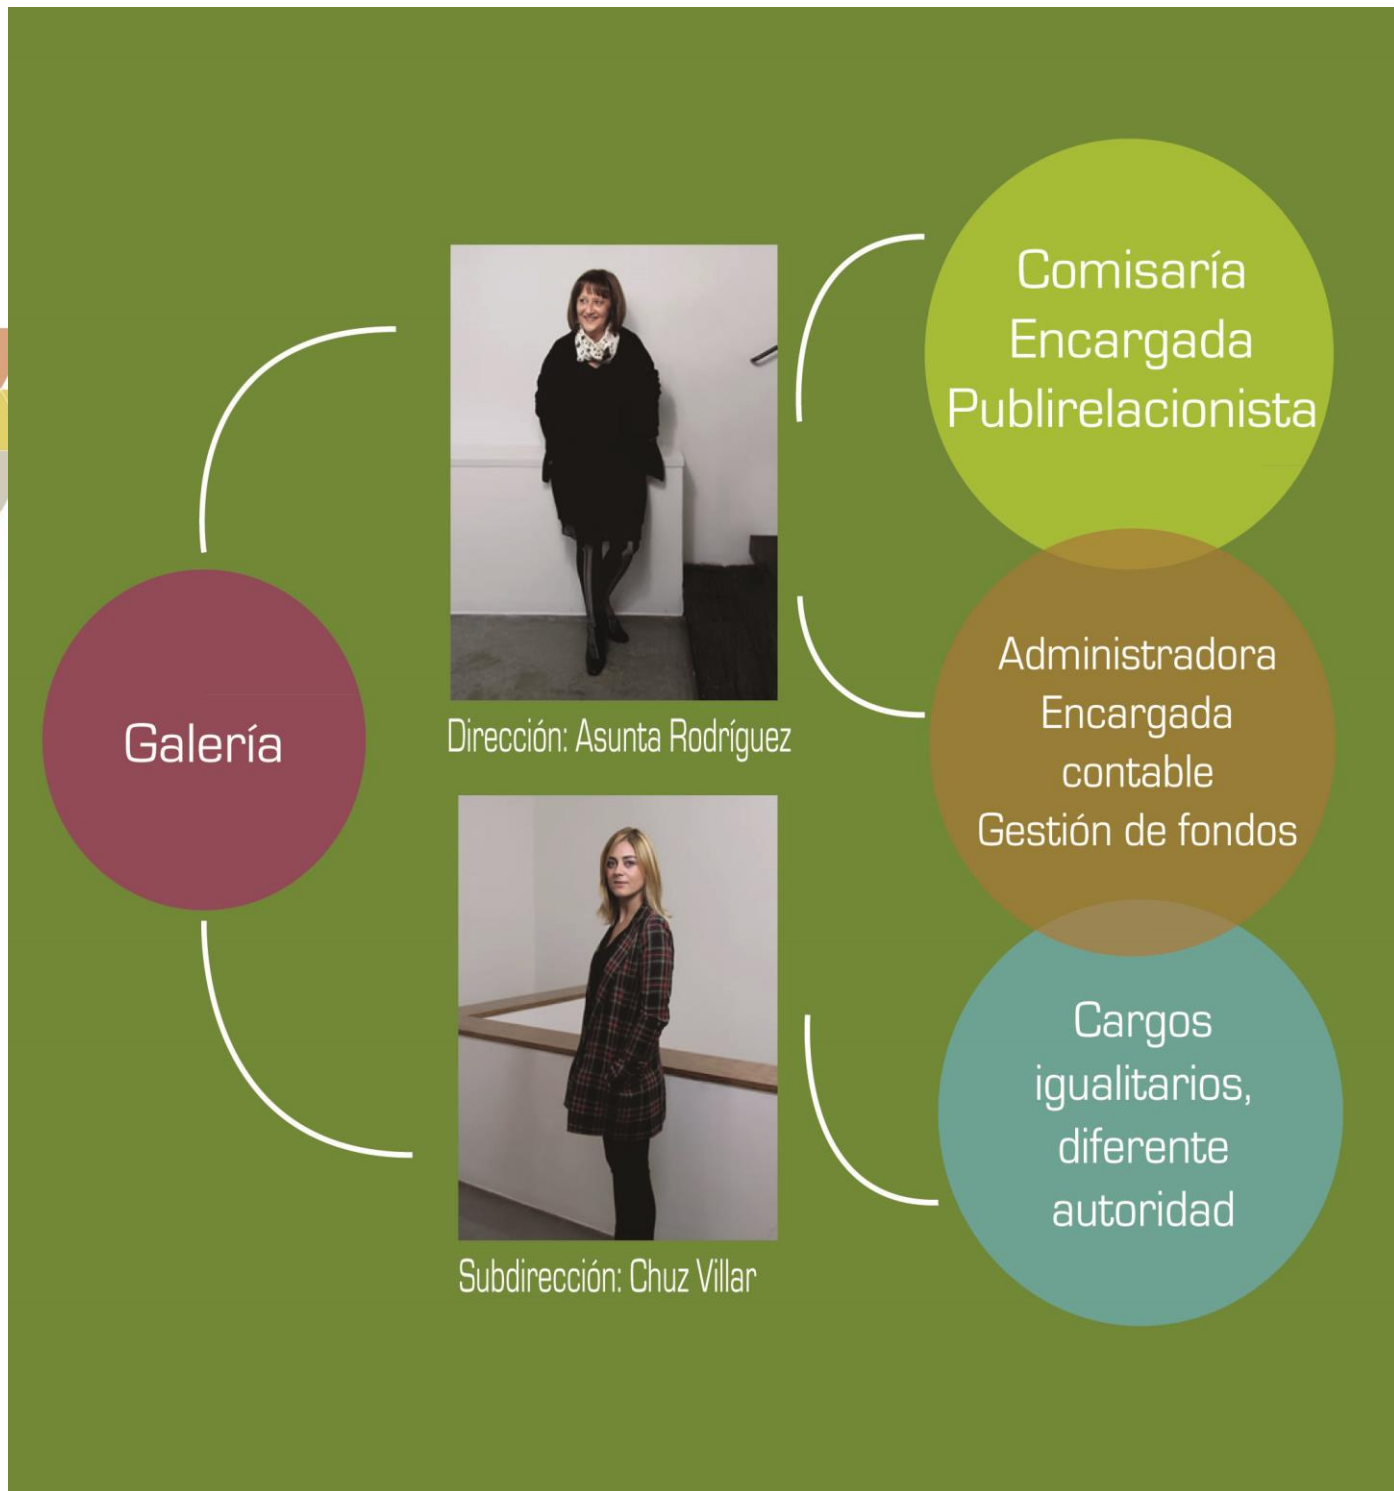 Galería
Dirección: Asunta Rodríguez
Subdirección: Chuz Villar
Comisaría
Encargada
Publirelacionista
Administradora
Encargada
contable
Gestión de fondos
Cargos
igualitarios,
diferente
autoridad